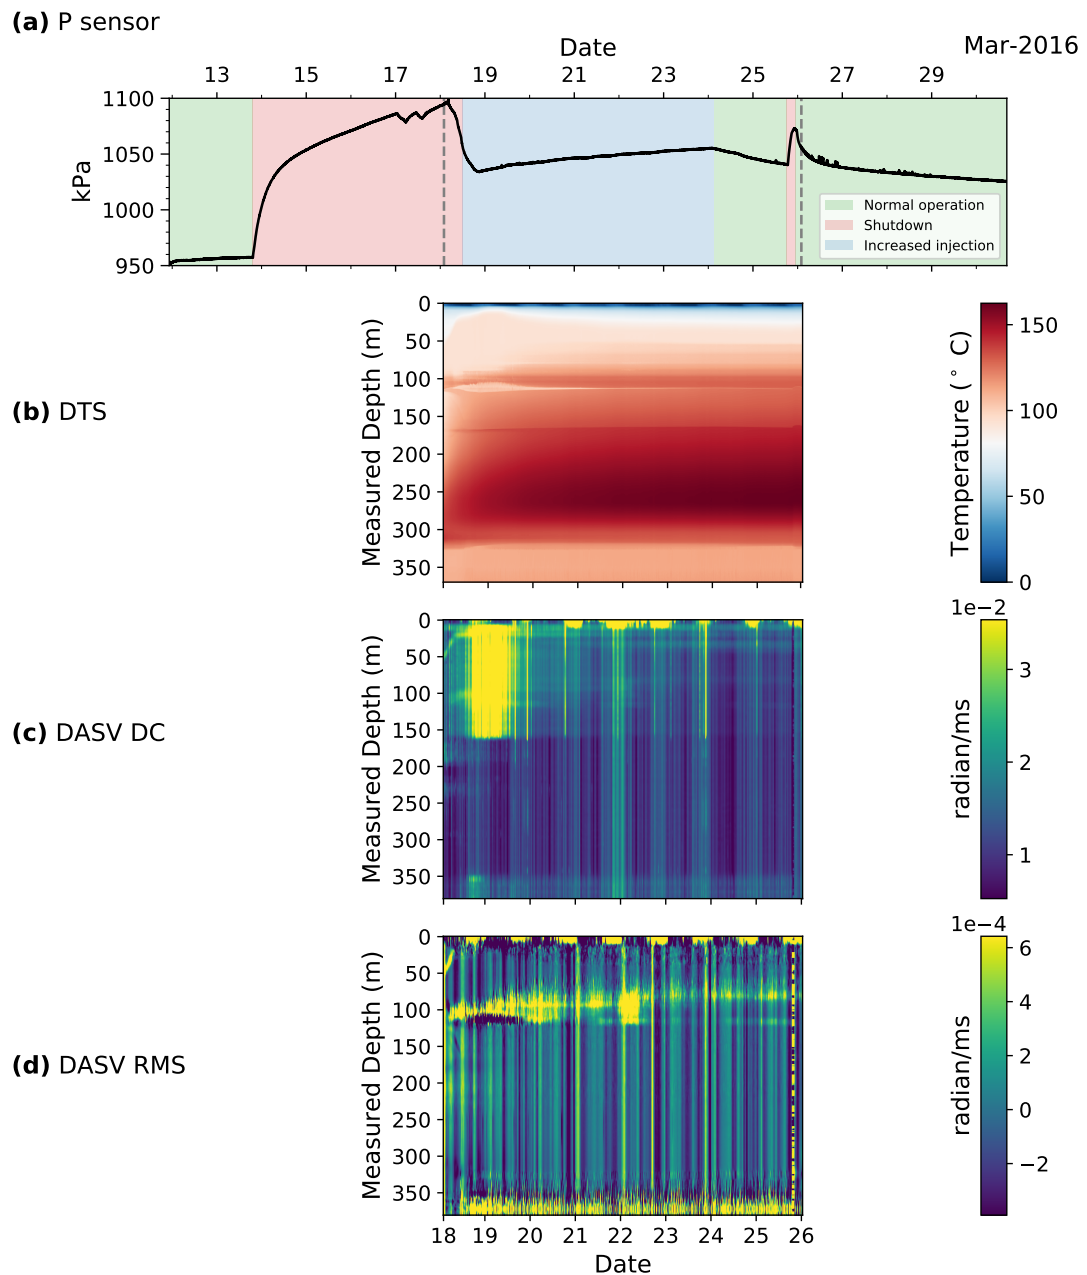 (a) P sensor
Date
Mar-2016
13 15 17 19 21 23 25 27 29
1100
1050
1000
950
kPa
Normal operation
Shutdown
Increased injection
(b) DTS
Measured Depth (m)
0
50
100
150
200
250
300
350
Temperature (° C)
150
100
50
0
(c) DASV DC
Measured Depth (m)
0
50
100
150
200
250
300
350
1e−2
radian/ms
3
2
1
(d) DASV RMS
Measured Depth (m)
0
50
100
150
200
250
300
350
18 19 20 21 22 23 24 25 26
Date
1e−4
radian/ms
6
4
2
0
−2